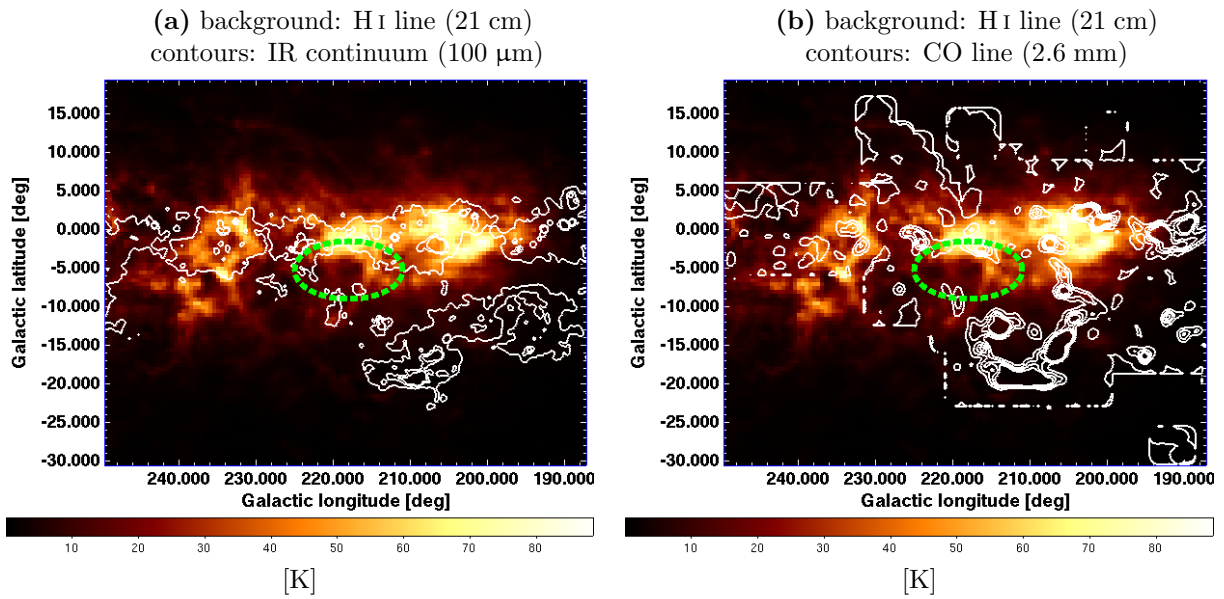 (a) background: H I line (21 cm)
contours: IR continuum (100 μm)
15.000
10.000
5.000
0.000
-5.000
-10.000
-15.000
-20.000
-25.000
-30.000
Galactic latitude [deg]
240.000 230.000 220.000 210.000 200.000 190.000
Galactic longitude [deg]
10 20 30 40 50 60 70 80
[K]
(b) background: H I line (21 cm)
contours: CO line (2.6 mm)
15.000
10.000
5.000
0.000
-5.000
-10.000
-15.000
-20.000
-25.000
-30.000
Galactic latitude [deg]
240.000 230.000 220.000 210.000 200.000 190.000
Galactic longitude [deg]
10 20 30 40 50 60 70 80
[K]